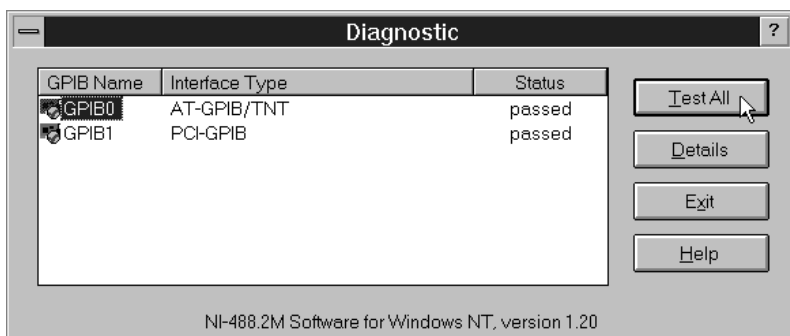 Diagnostic
?
GPIB Name Interface Type Status
GPIB0 AT-GPIB/TNT passed
GPIB1 PCI-GPIB passed
Test All
Details
Exit
Help
NI-488.2M Software for Windows NT, version 1.20